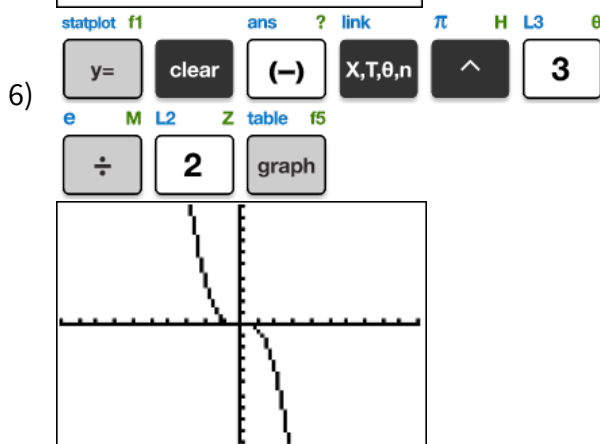 statplot f1 ans ? link π H L3 θ
6) y= clear (−) X,T,θ,n ^ 3
e M L2 Z table f5
÷ 2 graph